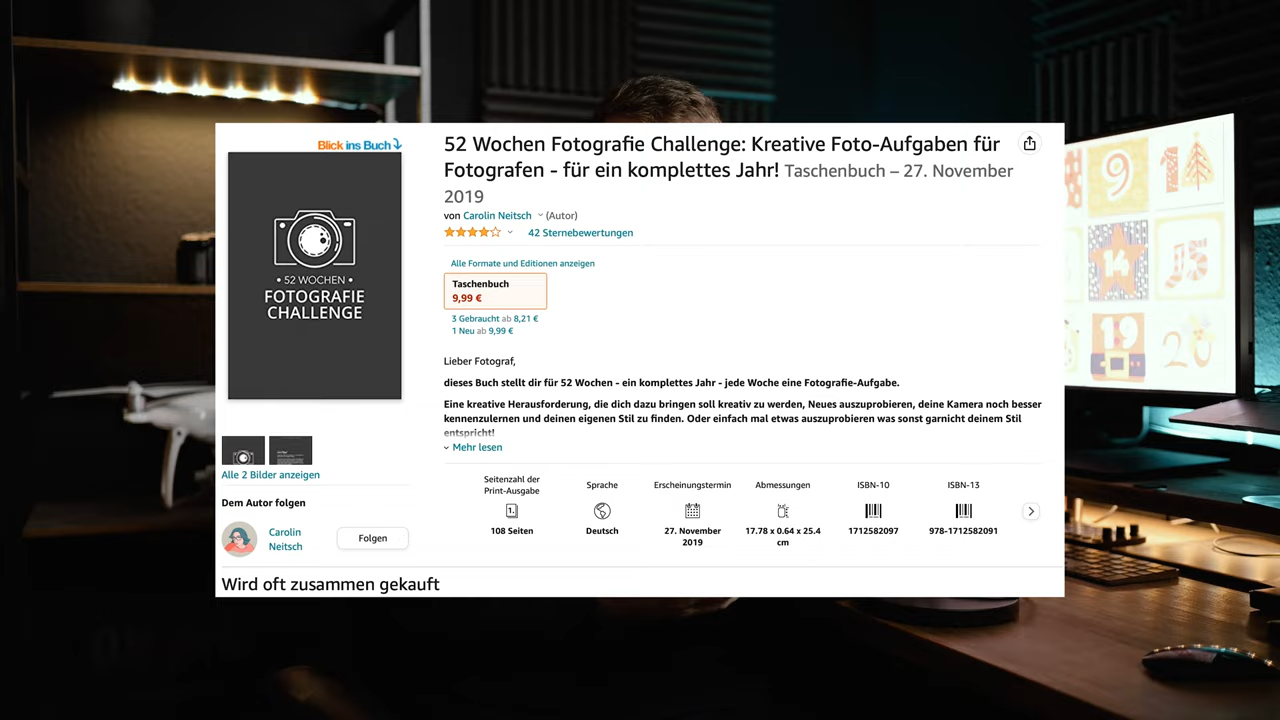 Blick ins Buch
52 WOCHEN
FOTOGRAFIE
CHALLENGE
Alle 2 Bilder anzeigen
Dem Autor folgen
Carolin
Neitsch
Folgen
52 Wochen Fotografie Challenge: Kreative Foto-Aufgaben für
Fotografen - für ein komplettes Jahr! Taschenbuch – 27. November
2019
von Carolin Neitsch (Autor)
42 Sternebewertungen
Alle Formate und Editionen anzeigen
Taschenbuch
9,99 €
3 Gebraucht ab 8,21 €
1 Neu ab 9,99 €
Lieber Fotograf,
dieses Buch stellt dir für 52 Wochen - ein komplettes Jahr - jede Woche eine Fotografie-Aufgabe.
Eine kreative Herausforderung, die dich dazu bringen soll kreativ zu werden, Neues auszuprobieren, deine Kamera noch besser
kennenzulernen und deinen eigenen Stil zu finden. Oder einfach mal etwas auszuprobieren was sonst garnicht deinem Stil
entspricht!
Mehr lesen
Seitenzahl der
Print-Ausgabe
108 Seiten
Sprache
Deutsch
Erscheinungstermin
27. November
2019
Abmessungen
17.78 x 0.64 x 25.4
cm
ISBN-10
1712582097
ISBN-13
978-1712582091
Wird oft zusammen gekauft
9
14
15
19
20